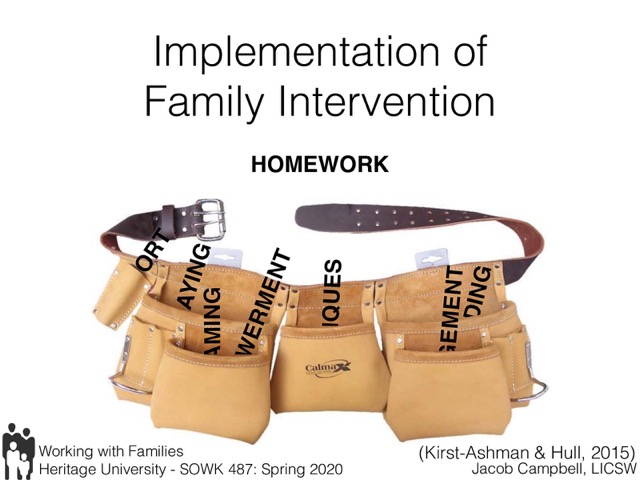 Implementation of
Family Intervention
HOMEWORK
ORT
AYING
AMING
WERMENT
IQUES
GEMENT
DING
CalmaX
Working with Families
Heritage University - SOWK 487: Spring 2020
(Kirst-Ashman & Hull, 2015)
Jacob Campbell, LICSW